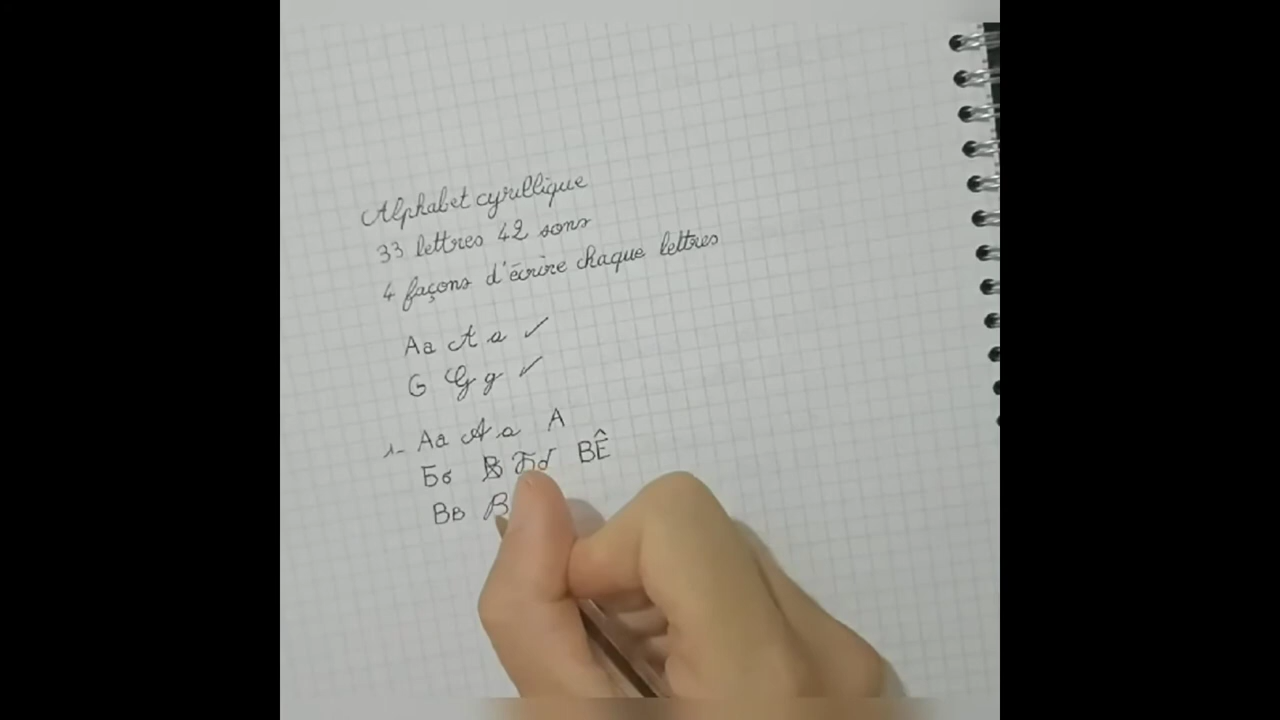 Alphabet cyrillique
33 lettres 42 sons
4 façons d'écrire chaque lettres
Aa A a ✓
G G g ✓
1- Aa A a A
Бб Б б BÊ
Вв В